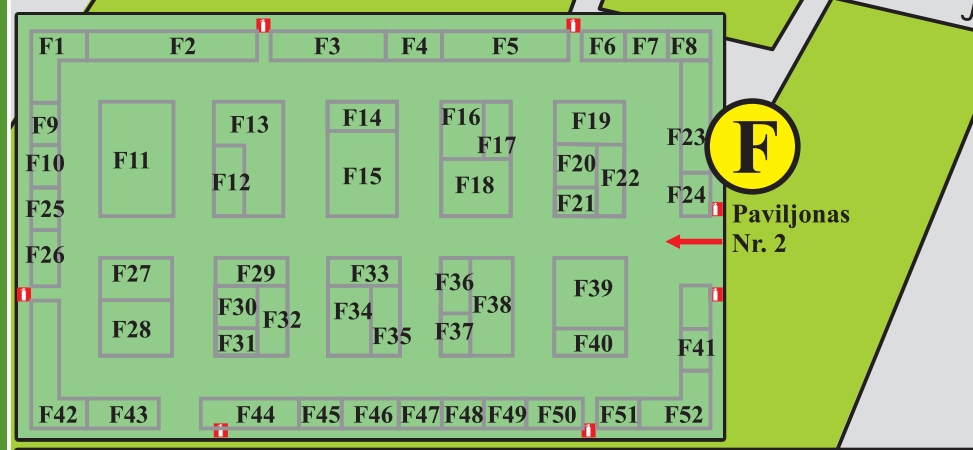 F1 F2 F3 F4 F5 F6 F7 F8
F9 F11 F13 F14 F16 F19 F23
F10 F12 F15 F17 F20 F22
F18
F25 F21 F24
F
Paviljonas
Nr. 2
F26 F27 F29 F33 F36 F38 F39
F30 F32 F34
F28 F31 F35 F37 F40 F41
F42 F43 F44 F45 F46 F47 F48 F49 F50 F51 F52